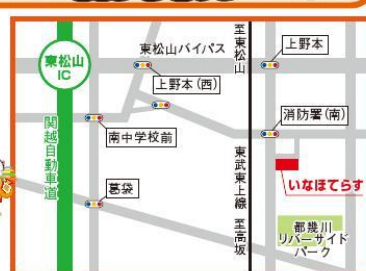 東松山
IC
東松山バイパス
上野本(西)
至東松山
上野本
消防署(南)
南中学校前
関越自動車道
葛袋
東武東上線
至高坂
いなほてらす
都幾川
リバーサイド
パーク